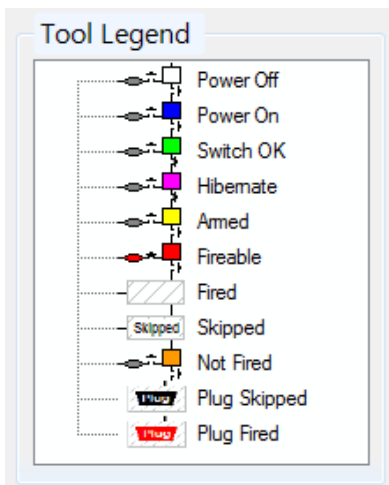 Tool Legend
Power Off
Power On
Switch OK
Hibernate
Armed
Fireable
Fired
Skipped Skipped
Not Fired
Plug Plug Skipped
Plug Plug Fired